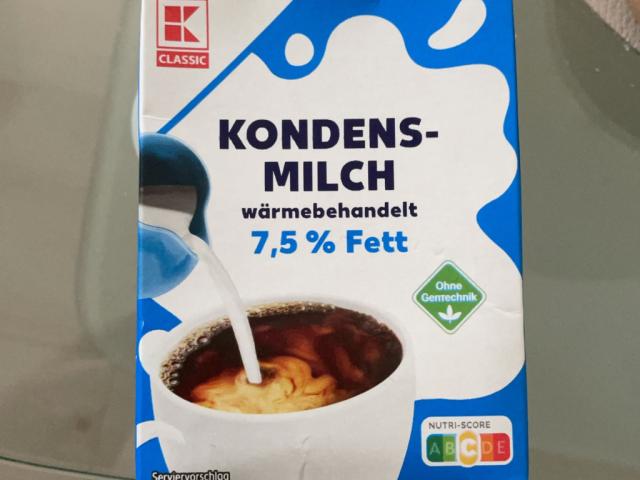 K
CLASSIC
KONDENS-
MILCH
wärmebehandelt
7,5 % Fett
Ohne
Gentechnik
NUTRI-SCORE
A B C D E
Serviervorschlag